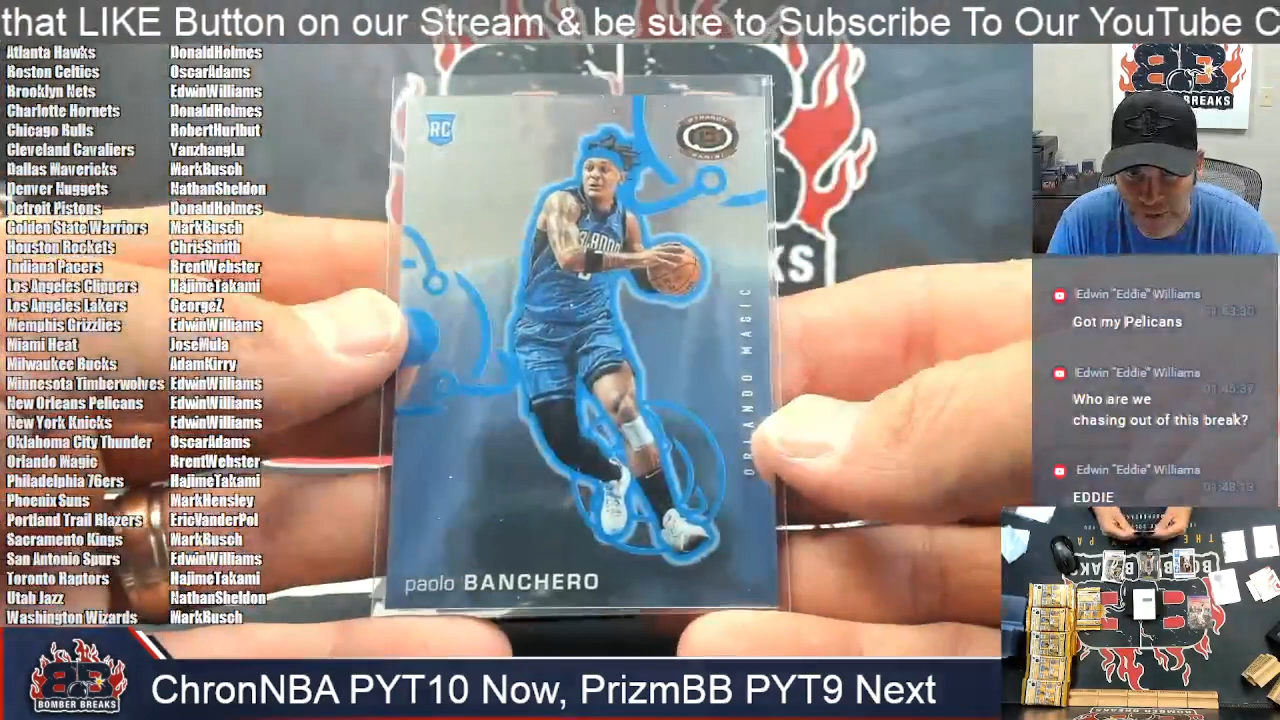 that LIKE Button on our Stream & be sure to Subscribe To Our YouTube C
Atlanta Hawks DonaldHolmes
Boston Celtics OscarAdams
Brooklyn Nets EdwinWilliams
Charlotte Hornets DonaldHolmes
Chicago Bulls RobertHurlbut
Cleveland Cavaliers YanzhangLu
Dallas Mavericks MarkBusch
Denver Nuggets NathanSheldon
Detroit Pistons DonaldHolmes
Golden State Warriors MarkBusch
Houston Rockets ChrisSmith
Indiana Pacers BrentWebster
Los Angeles Clippers HajimeTakami
Los Angeles Lakers GeorgeZ
Memphis Grizzlies EdwinWilliams
Miami Heat JoseMula
Milwaukee Bucks AdamKirry
Minnesota Timberwolves EdwinWilliams
New Orleans Pelicans EdwinWilliams
New York Knicks EdwinWilliams
Oklahoma City Thunder OscarAdams
Orlando Magic BrentWebster
Philadelphia 76ers HajimeTakami
Phoenix Suns MarkHensley
Portland Trail Blazers EricVanderPol
Sacramento Kings MarkBusch
San Antonio Spurs EdwinWilliams
Toronto Raptors HajimeTakami
Utah Jazz NathanSheldon
Washington Wizards MarkBusch
RC
ORLANDO MAGIC
paolo BANCHERO
KS
BREAKS
Edwin "Eddie" Williams
Got my Pelicans
Edwin "Eddie" Williams
01:45:37
Who are we
chasing out of this break?
Edwin "Eddie" Williams
01:48:19
EDDIE
BOMBER BREAKS
ChronNBA PYT10 Now, PrizmBB PYT9 Next